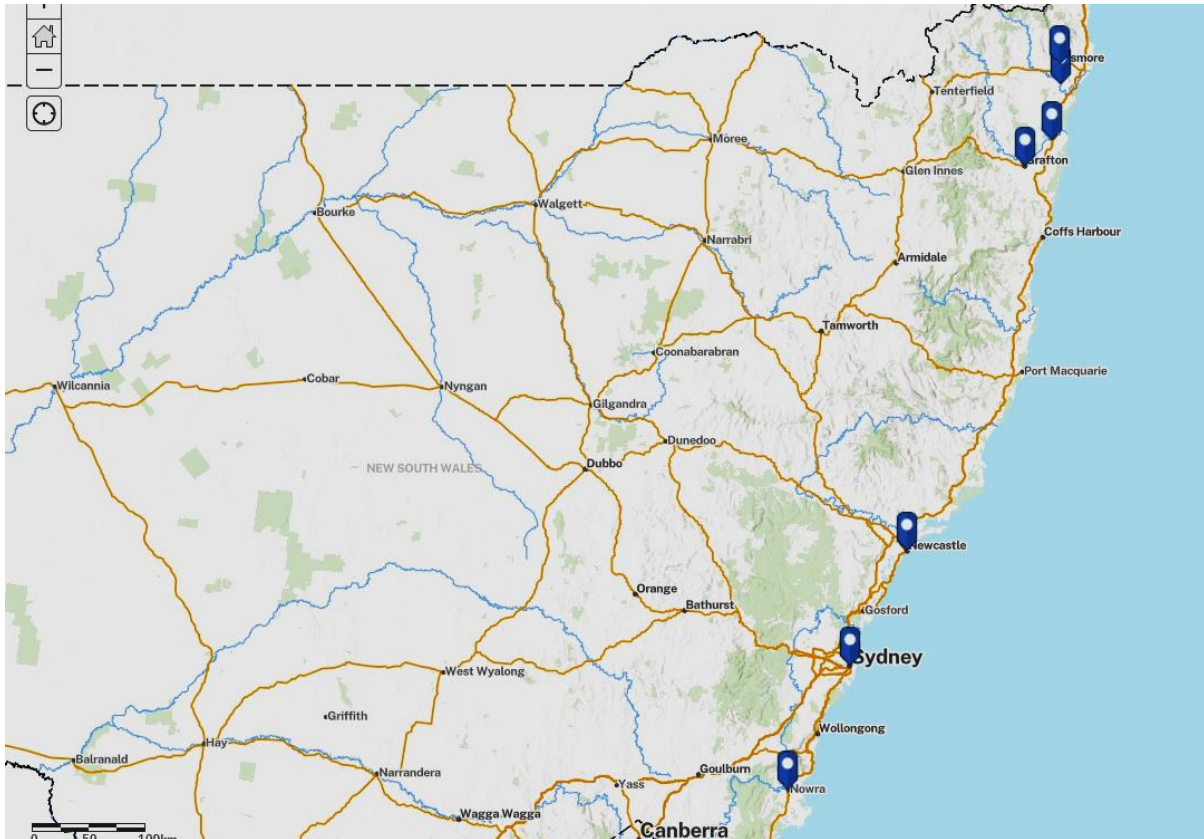 +
smore
Tenterfield
Moree
Glen Innes
Grafton
Bourke
Walgett
Coffs Harbour
Narrabri
Armidale
Tamworth
Coonabarabran
Port Macquarie
Wilcannia
Cobar
Nyngan
Gilgandra
Dunedoo
NEW SOUTH WALES
Dubbo
Newcastle
Orange
Bathurst
Gosford
Sydney
West Wyalong
Griffith
Wollongong
Hay
Balranald
Narrandera
Goulburn
Yass
Nowra
Wagga Wagga
Canberra
0 50 100km